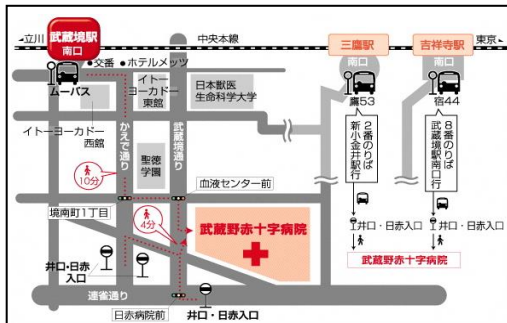 立川
武蔵境駅
南口
中央本線
三鷹駅
南口
吉祥寺駅
南口
東京
交番
ホテルメッツ
ムーバス
イトーヨーカドー東館
日本獣医
生命科学大学
イトーヨーカドー
西館
鷹53
宿44
かえで通り
武蔵境通り
聖徳
学園
2番のりば
新小金井駅行
8番のりば
武蔵境駅南口行
10分
血液センター前
境南町1丁目
4分
武蔵野赤十字病院
井口・日赤入口
井口・日赤入口
武蔵野赤十字病院
井口・日赤
入口
連雀通り
日赤病院前
井口・日赤入口